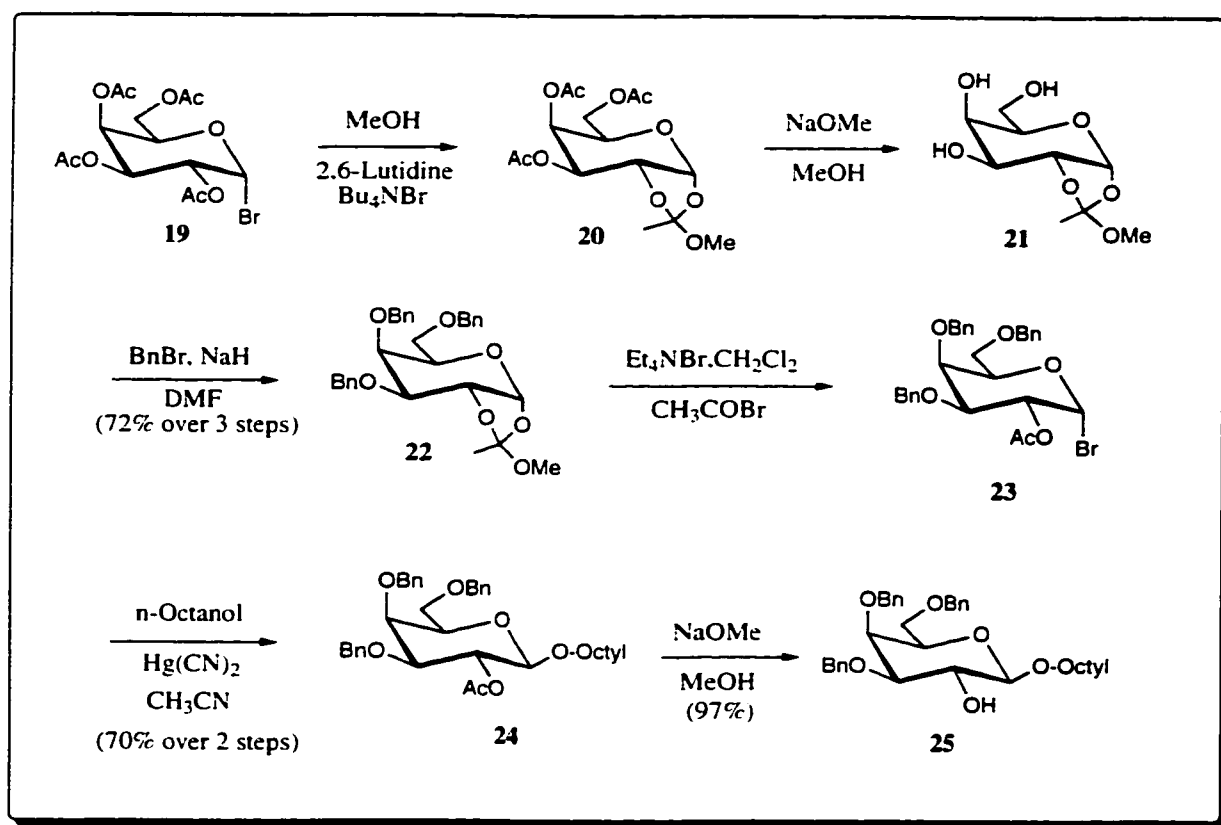 OAc OAc
O
AcO
AcO
Br
19
MeOH
2.6-Lutidine
Bu₄NBr
OAc OAc
O
AcO
O O
OMe
20
NaOMe
MeOH
OH OH
O
HO
O O
OMe
21
BnBr, NaH
DMF
(72% over 3 steps)
OBn OBn
O
BnO
O O
OMe
22
Et₄NBr.CH₂Cl₂
CH₃COBr
OBn OBn
O
BnO
AcO
Br
23
n-Octanol
Hg(CN)₂
CH₃CN
(70% over 2 steps)
OBn OBn
O
BnO
O-Octyl
AcO
24
NaOMe
MeOH
(97%)
OBn OBn
O
BnO
O-Octyl
OH
25